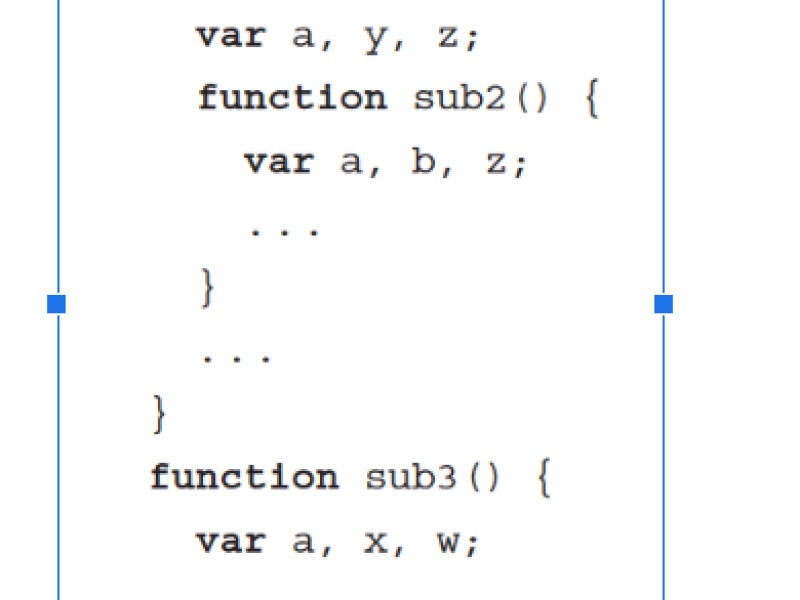 var a, y, z;
function sub2() {
var a, b, z;
...
}
...
}
function sub3() {
var a, x, w;